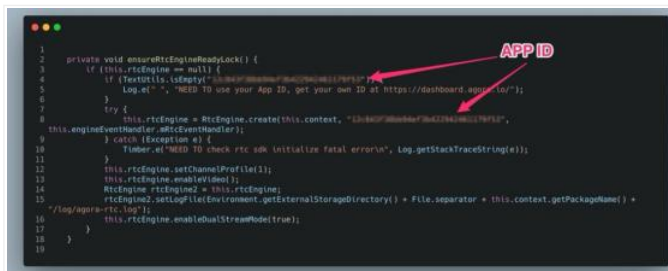 APP ID
1
2 private void ensureRtcEngineReadyLock() {
3 if (this.rtcEngine == null) {
4 if (TextUtils.isEmpty("
5 Log.e(" ", "NEED TO use your App ID, get your own ID at https://dashboard.agora.io/");
6 }
7 try {
8 this.rtcEngine = RtcEngine.create(this.context, "
this.engineEventHandler.mRtcEventHandler);
9 } catch (Exception e) {
10 Timber.e("NEED TO check rtc sdk initialize fatal error\n", Log.getStackTraceString(e));
11 }
12 this.rtcEngine.setChannelProfile(1);
13 this.rtcEngine.enableVideo();
14 RtcEngine rtcEngine2 = this.rtcEngine;
15 rtcEngine2.setLogFile(Environment.getExternalStorageDirectory() + File.separator + this.context.getPackageName() +
"/log/agora-rtc.log");
16 this.rtcEngine.enableDualStreamMode(true);
17 }
18 }
19